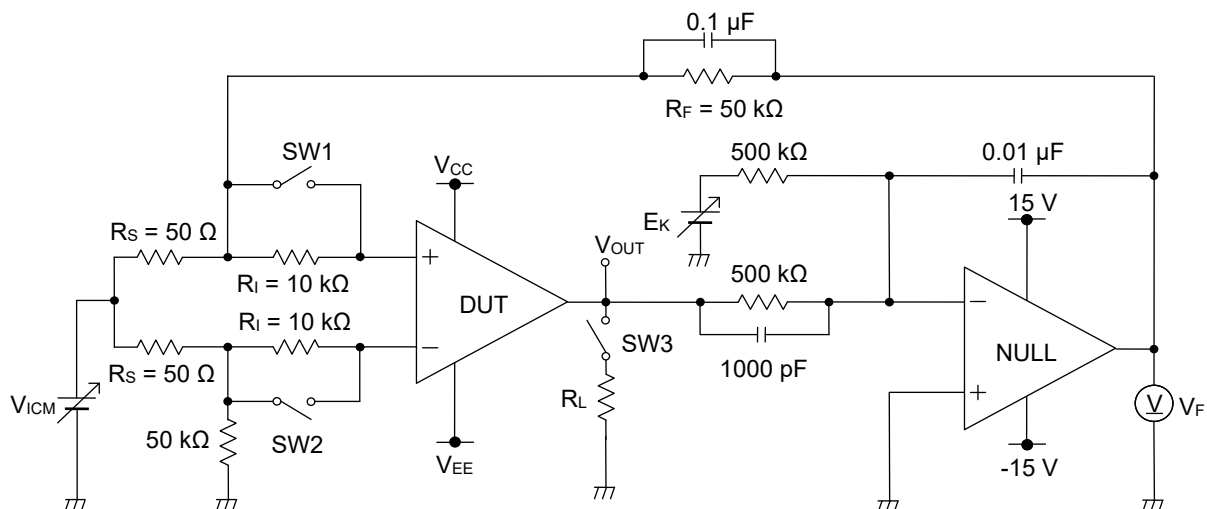 0.1 µF
RF = 50 kΩ
SW1
VCC
500 kΩ
0.01 µF
15 V
EK
RS = 50 Ω
VOUT
RI = 10 kΩ
500 kΩ
+
DUT
−
RI = 10 kΩ
SW3
NULL
−
+
RS = 50 Ω
1000 pF
VICM
RL
V
VF
SW2
50 kΩ
VEE
-15 V